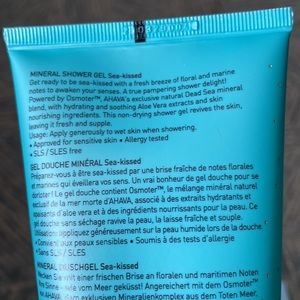 MINERAL SHOWER GEL Sea-kissed
Get ready to be sea-kissed with a fresh breeze of floral and marine
notes to awaken your senses. A true pampering shower delight!
Powered by Osmoter™, AHAVA's exclusive natural Dead Sea mineral
blend, with hydrating and soothing Aloe Vera extracts and skin
nourishing ingredients. This non-drying shower gel revives the skin,
leaving it fresh and supple.
Usage: Apply generously to wet skin when showering.
• Approved for sensitive skin • Allergy tested
• SLS / SLES free
GEL DOUCHE MINÉRAL Sea-kissed
Préparez-vous à être sea-kissed par une brise fraîche de notes florales
et marines qui éveillera vos sens. Un vrai bonheur de gel douche pour se
dorloter ! Le gel douche contient Osmoter™, le mélange minéral naturel
exclusif de la mer morte d'AHAVA, associé à des extraits hydratants et
apaisants d'aloe vera et à des ingrédients nourrissants pour la peau. Ce
gel douche sans séchage ravive la peau, la laisse fraîche et souple.
Utilisation: appliquez généreusement sur la peau humide lors de la douche
• Convient aux peaux sensibles • Soumis à des tests d'allergie
• Sans SLS / SLES
MINERAL DUSCHGEL Sea-kissed
Sie mit einer frischen Brise an floralen und maritimen Noten
Sinne - wie vom Meer geküsst! Angereichert mit dem Osmoter™
AHAVA, dem exklusiven Mineralienkomplex aus dem Toten Meer,